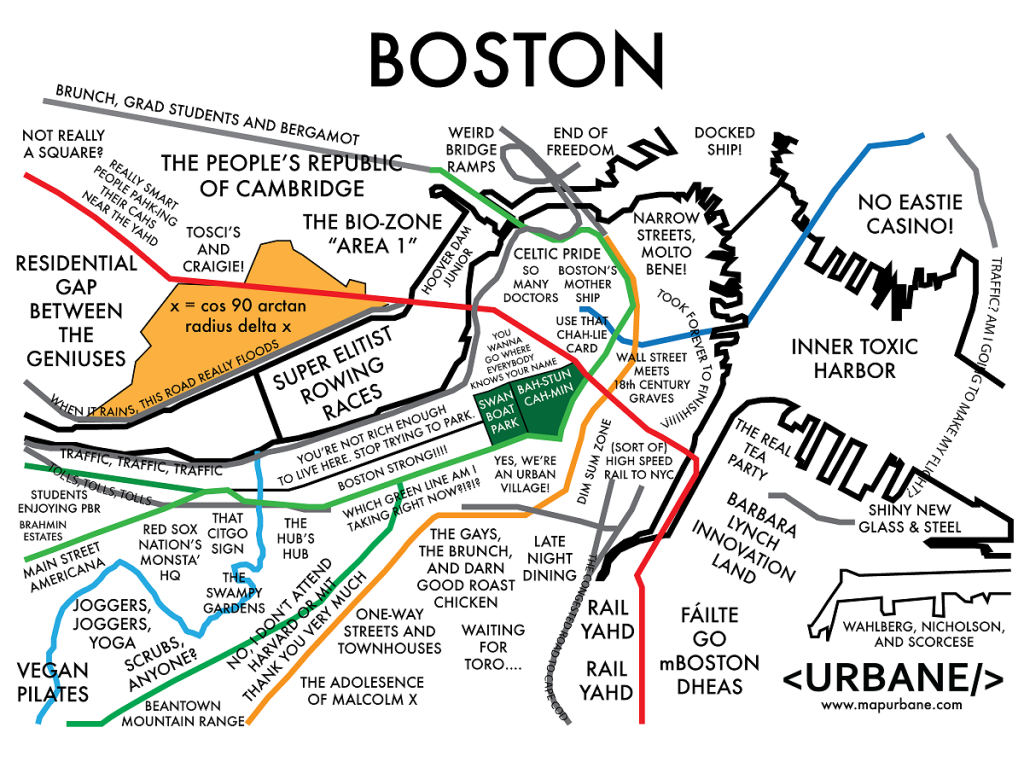 BOSTON
BRUNCH, GRAD STUDENTS AND BERGAMOT
NOT REALLY
A SQUARE?
REALLY SMART
PEOPLE PAHK-ING
THEIR CAHS
NEAR THE YAHD
THE PEOPLE'S REPUBLIC
OF CAMBRIDGE
WEIRD
BRIDGE
RAMPS
END OF
FREEDOM
DOCKED
SHIP!
NO EASTIE
CASINO!
THE BIO-ZONE
"AREA 1"
TOSCI'S
AND
CRAIGIE!
HOOVER DAM
JUNIOR
NARROW
STREETS,
MOLTO
BENE!
CELTIC PRIDE
SO
MANY
DOCTORS
BOSTON'S
MOTHER
SHIP
RESIDENTIAL
GAP
BETWEEN
THE
GENIUSES
x = cos 90 arctan
radius delta x
USE THAT
CHAH-LIE
CARD
TOOK FOREVER TO FINISH!!!!!!V
TRAFFIC? AM I GOING TO MAKE MY FLIGHT?
YOU
WANNA
GO WHERE
EVERYBODY
KNOWS YOUR NAME
WALL STREET
MEETS
18th CENTURY
GRAVES
INNER TOXIC
HARBOR
WHEN IT RAINS, THIS ROAD REALLY FLOODS
SUPER ELITIST
ROWING
RACES
SWAN
BOAT
PARK
BAH-STUN
CAH-MIN
YOU'RE NOT RICH ENOUGH
TO LIVE HERE. STOP TRYING TO PARK.
BOSTON STRONG!!!!
TRAFFIC, TRAFFIC, TRAFFIC
TOLLS, TOLLS, TOLLS
WHICH GREEN LINE AM I
TAKING RIGHT NOW?!?!?
YES, WE'RE
AN URBAN
VILLAGE!
DIM SUM ZONE
(SORT OF)
HIGH SPEED
RAIL TO NYC
THE REAL
TEA
PARTY
STUDENTS
ENJOYING PBR
BRAHMIN
ESTATES
MAIN STREET
AMERICANA
RED SOX
NATION'S
MONSTA'
HQ
THAT
CITGO
SIGN
THE
HUB'S
HUB
THE
SWAMPY
GARDENS
THE GAYS,
THE BRUNCH,
AND DARN
GOOD ROAST
CHICKEN
LATE
NIGHT
DINING
BARBARA
LYNCH
INNOVATION
LAND
SHINY NEW
GLASS & STEEL
JOGGERS,
JOGGERS,
YOGA
SCRUBS,
ANYONE?
NO, I DON'T ATTEND
HARVARD OR MIT
THANK YOU VERY MUCH
ONE-WAY
STREETS AND
TOWNHOUSES
WAITING
FOR
TORO....
THE CONGESTED ROAD TO CAPE COD
RAIL
YAHD
RAIL
YAHD
FÁILTE
GO
mBOSTON
DHEAS
WAHLBERG, NICHOLSON,
AND SCORCESE
VEGAN
PILATES
BEANTOWN
MOUNTAIN RANGE
THE ADOLESENCE
OF MALCOLM X
<URBANE/>
www.mapurbane.com